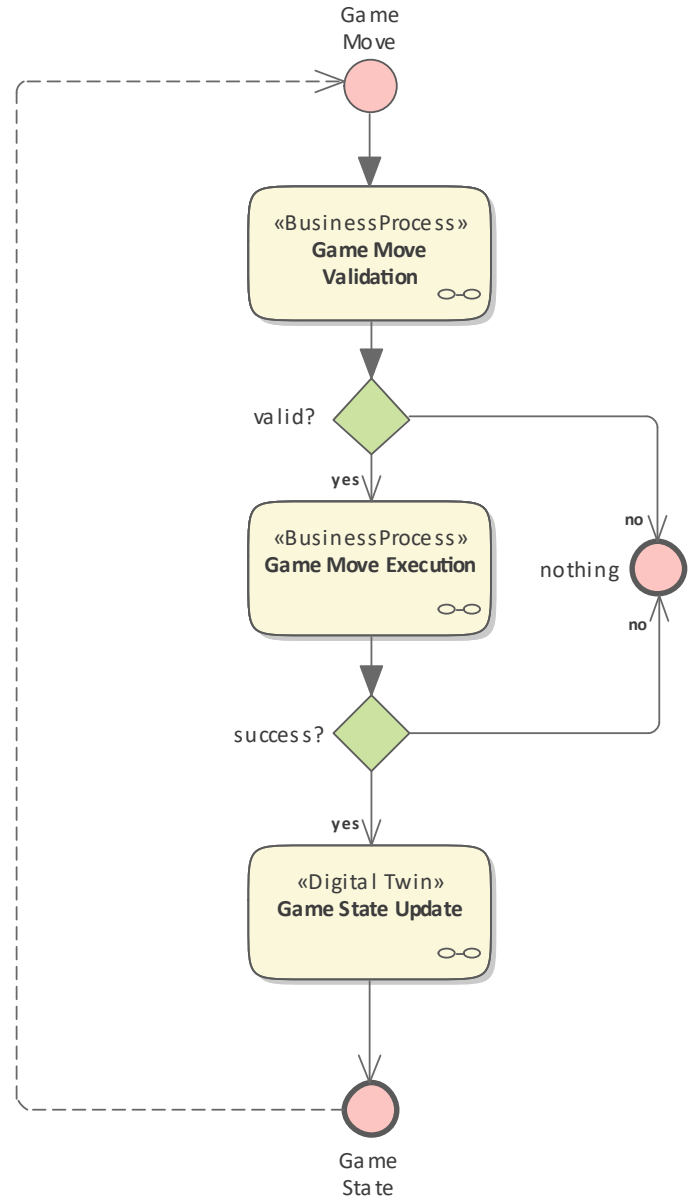 Game
Move
«BusinessProcess»
Game Move
Validation
valid?
yes
no
«BusinessProcess»
Game Move Execution
nothing
no
success?
yes
«Digital Twin»
Game State Update
Game
State